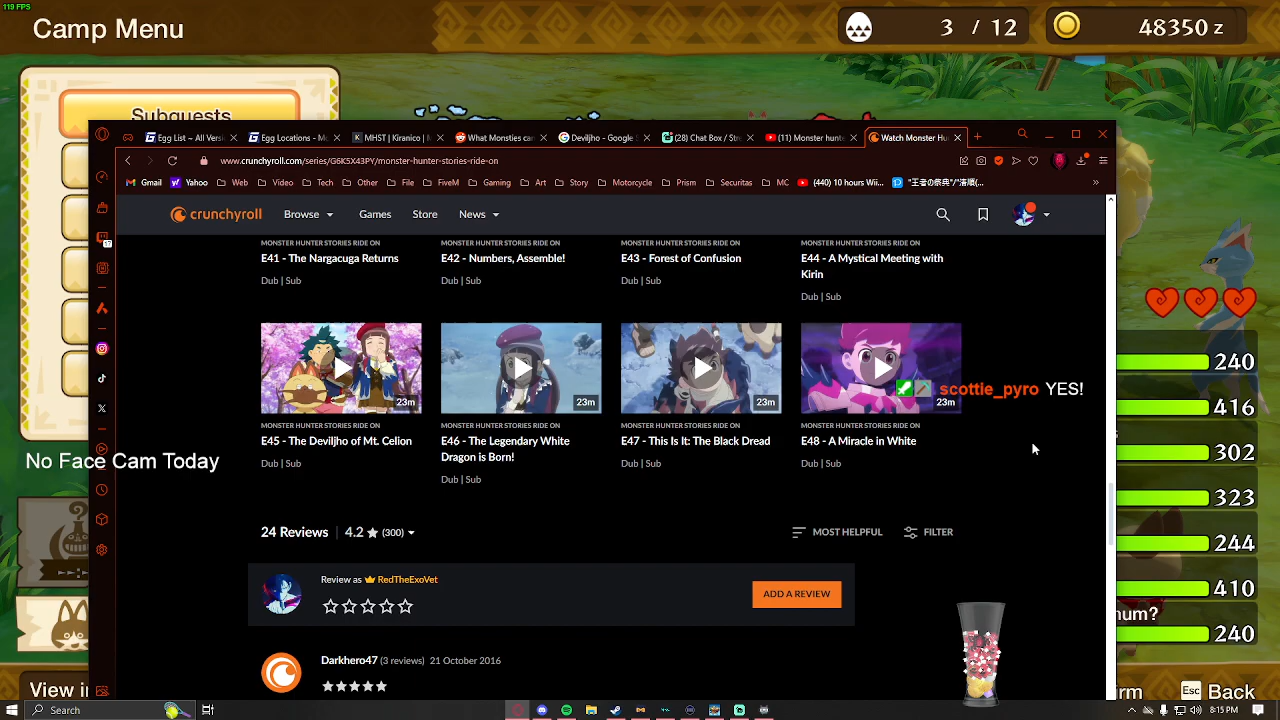 119 FPS
Camp Menu
3 / 12
48350 z
Subquests
Egg List ~ All Versi
Egg Locations - Mo
MHST | Kiranico | M
What Monsties can
Deviljho - Google S
(28) Chat Box / Stre
(11) Monster hunte
Watch Monster Hu
www.crunchyroll.com/series/G6K5X43PY/monster-hunter-stories-ride-on
Gmail
Yahoo
Web
Video
Tech
Other
File
FiveM
Gaming
Art
Story
Motorcycle
Prism
Securitas
MC
(440) 10 hours Wii...
crunchyroll
Browse
Games
Store
News
MONSTER HUNTER STORIES RIDE ON
E41 - The Nargacuga Returns
Dub | Sub
MONSTER HUNTER STORIES RIDE ON
E42 - Numbers, Assemble!
Dub | Sub
MONSTER HUNTER STORIES RIDE ON
E43 - Forest of Confusion
Dub | Sub
MONSTER HUNTER STORIES RIDE ON
E44 - A Mystical Meeting with
Kirin
Dub | Sub
23m
MONSTER HUNTER STORIES RIDE ON
E45 - The Deviljho of Mt. Celion
Dub | Sub
23m
MONSTER HUNTER STORIES RIDE ON
E46 - The Legendary White
Dragon is Born!
Dub | Sub
23m
MONSTER HUNTER STORIES RIDE ON
E47 - This Is It: The Black Dread
Dub | Sub
23m
MONSTER HUNTER STORIES RIDE ON
E48 - A Miracle in White
Dub | Sub
scottie_pyro YES!
No Face Cam Today
24 Reviews
4.2 ★ (300)
MOST HELPFUL
FILTER
Review as RedTheExoVet
ADD A REVIEW
Darkhero47 (3 reviews) 21 October 2016
240
416
302
323
244
410
num?
240
View in
rm
Esc Back
Search
8:15 PM